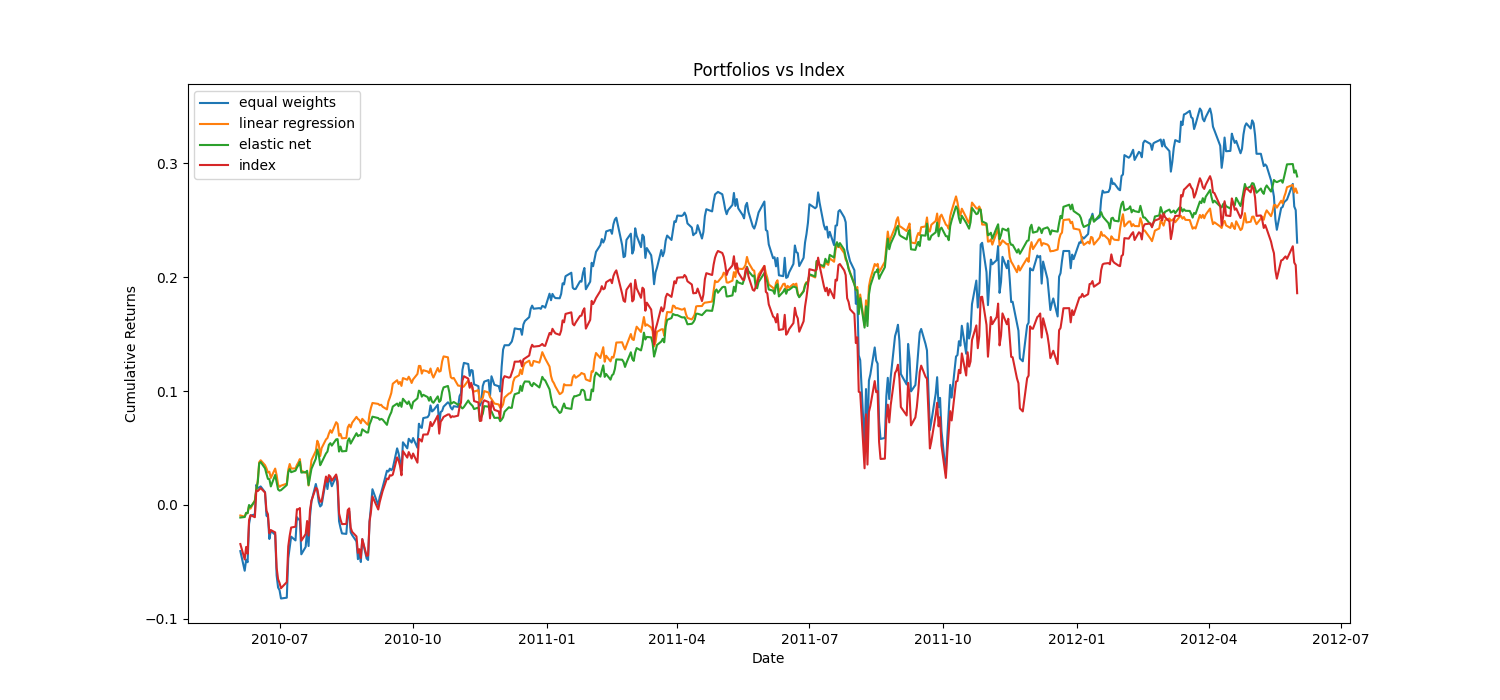 Portfolios vs Index
equal weights
linear regression
elastic net
index
Cumulative Returns
0.3
0.2
0.1
0.0
−0.1
2010-07 2010-10 2011-01 2011-04 2011-07 2011-10 2012-01 2012-04 2012-07
Date